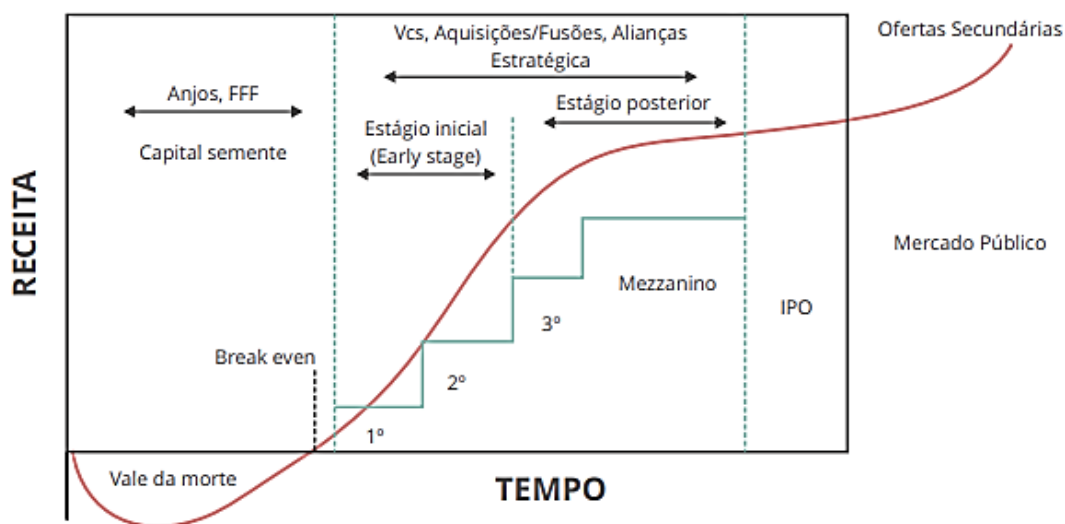 Vcs, Aquisições/Fusões, Alianças
Estratégica
Ofertas Secundárias
Anjos, FFF
Capital semente
Estágio inicial
(Early stage)
Estágio posterior
RECEITA
Mercado Público
Mezzanino
IPO
3º
Break even
2º
1º
Vale da morte
TEMPO